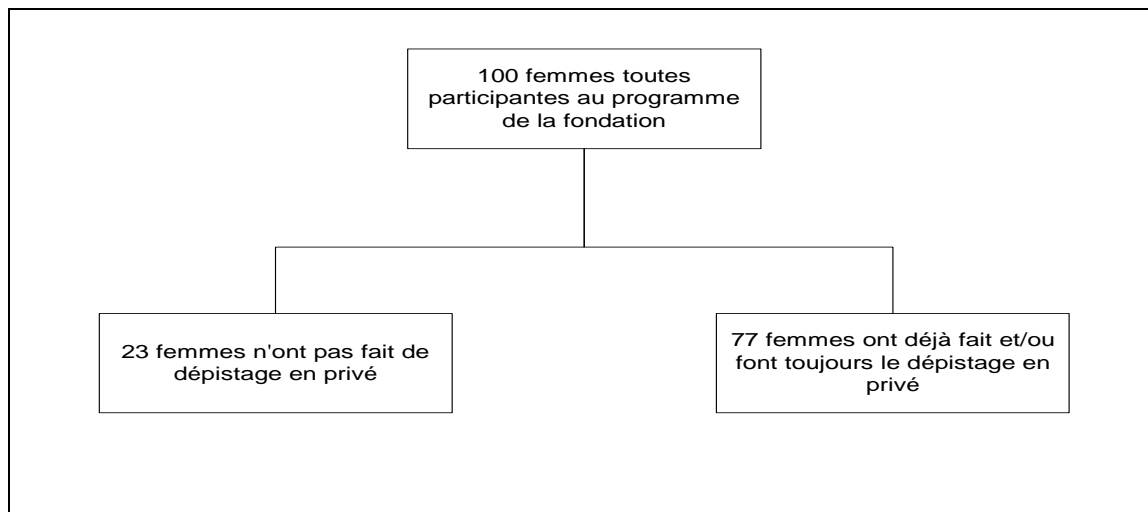 100 femmes toutes
participantes au programme
de la fondation
23 femmes n'ont pas fait de
dépistage en privé
77 femmes ont déjà fait et/ou
font toujours le dépistage en
privé